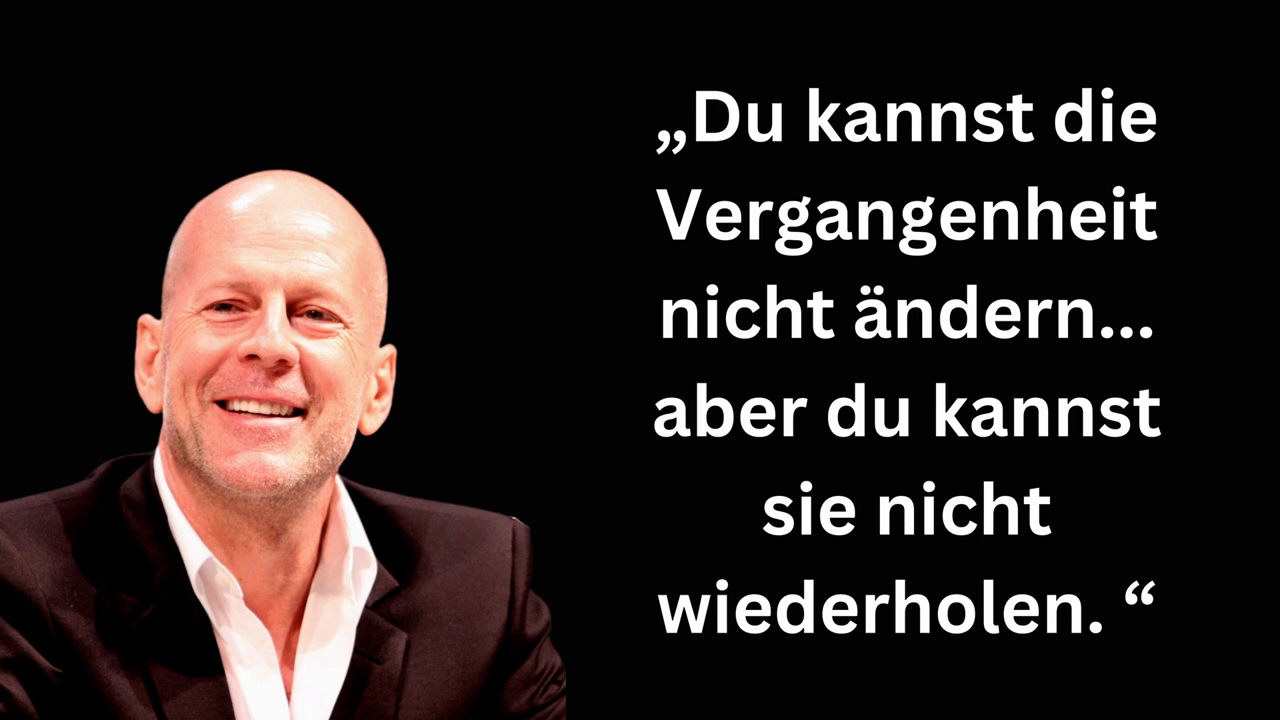 „Du kannst die
Vergangenheit
nicht ändern...
aber du kannst
sie nicht
wiederholen. “